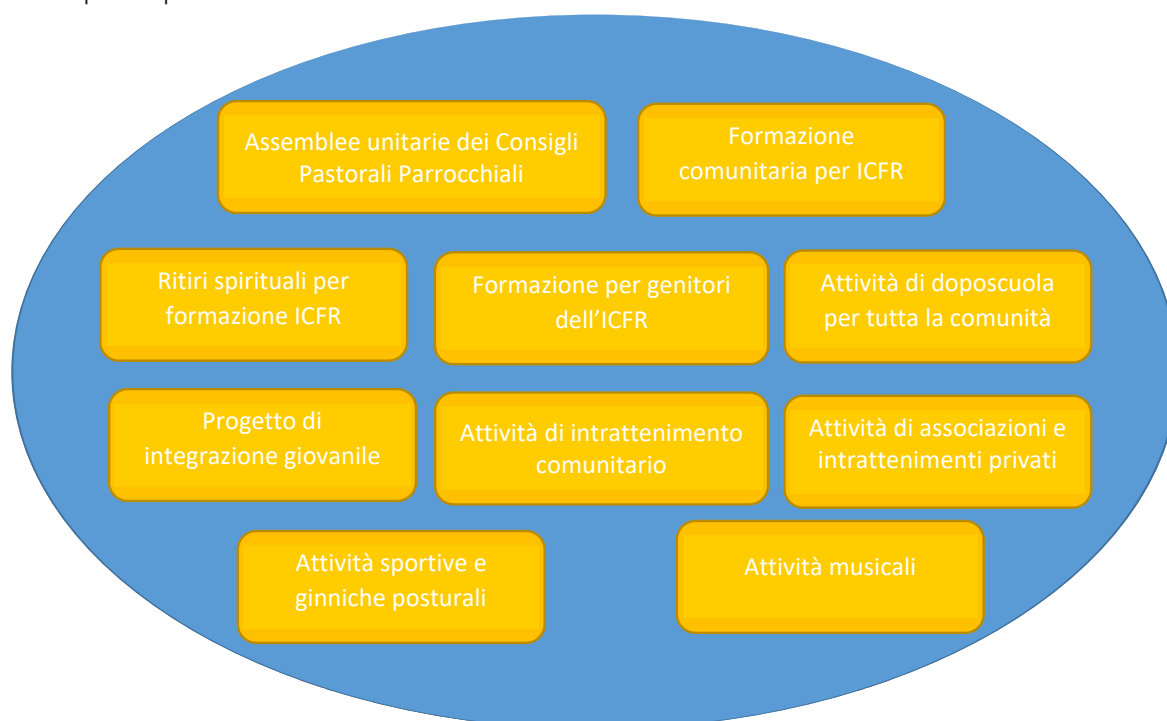 Assemblee unitarie dei Consigli
Pastorali Parrocchiali
Formazione
comunitaria per ICFR
Ritiri spirituali per
formazione ICFR
Formazione per genitori
dell’ICFR
Attività di doposcuola
per tutta la comunità
Progetto di
integrazione giovanile
Attività di intrattenimento
comunitario
Attività di associazioni e
intrattenimenti privati
Attività sportive e
ginniche posturali
Attività musicali